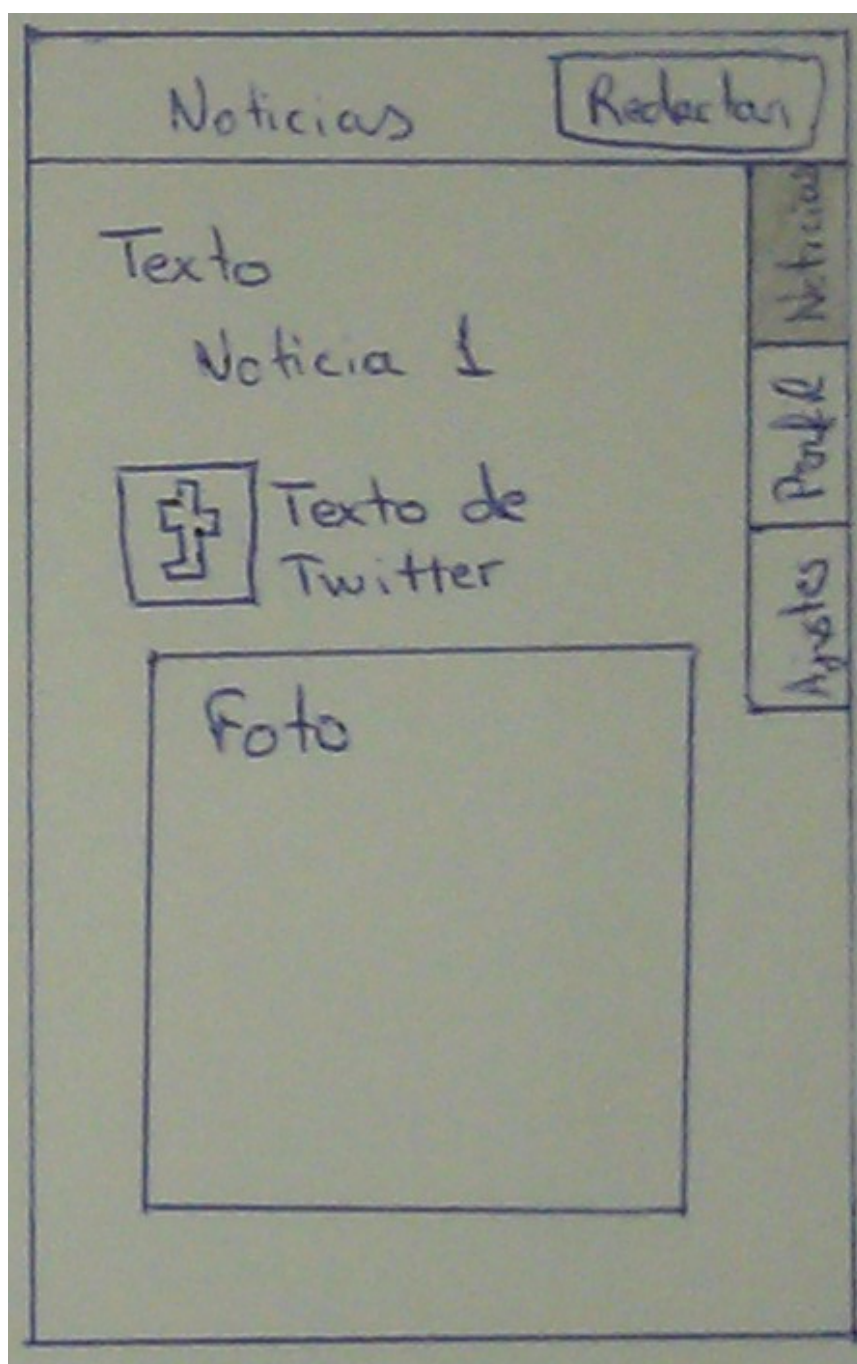 Noticias
Redactar
Texto
Noticia 1
Texto de
Twitter
Foto
Noticias
Perfil
Ajustes